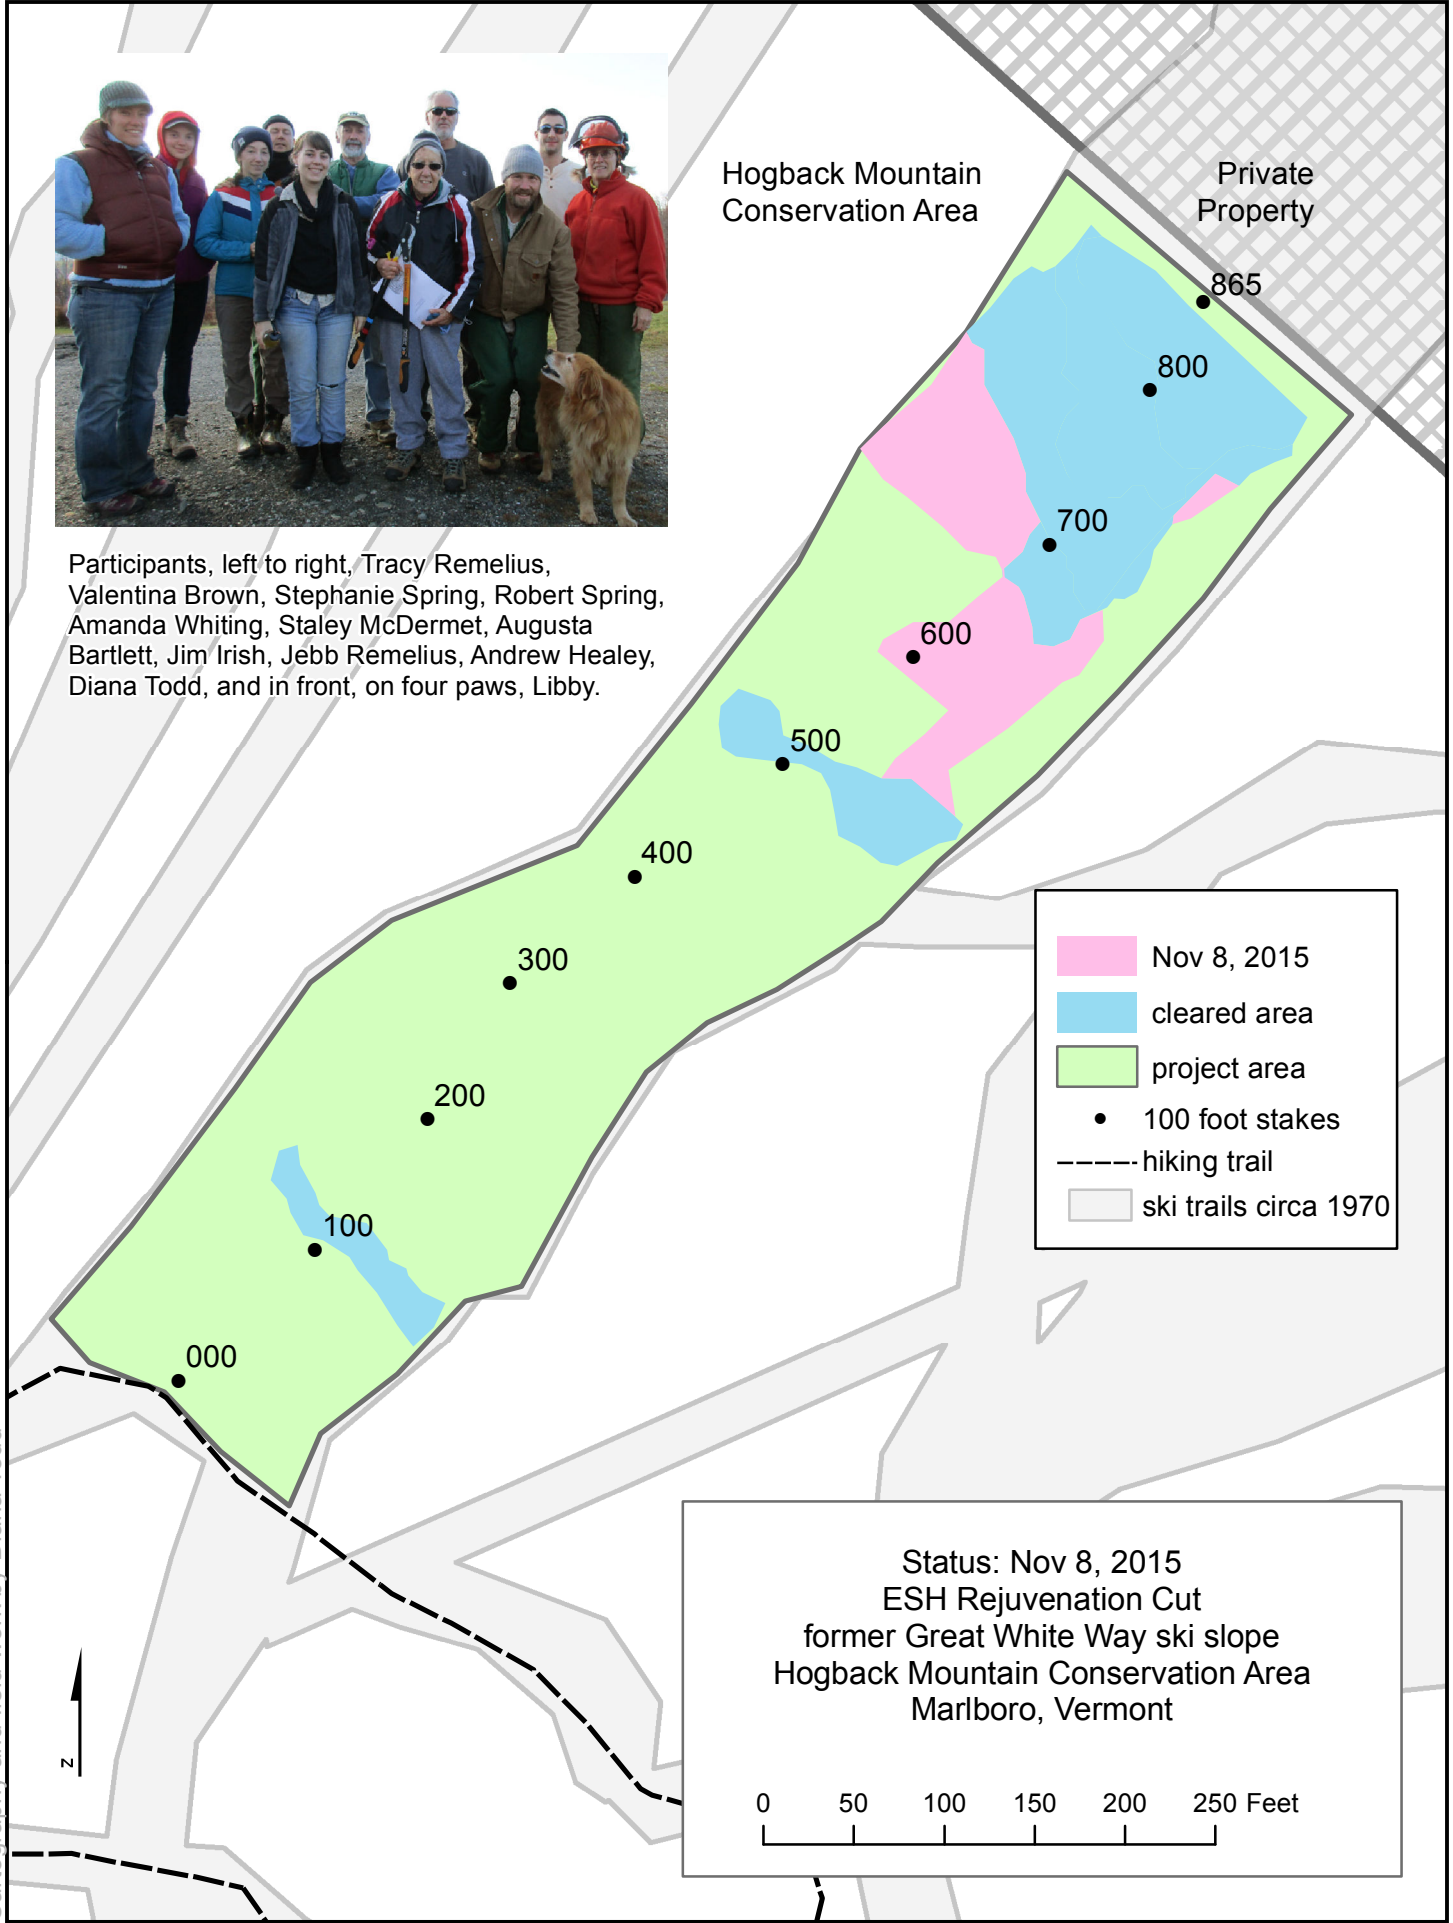 Hogback Mountain
Conservation Area
Private
Property
865
800
700
600
500
400
300
200
100
000
Participants, left to right, Tracy Remelius,
Valentina Brown, Stephanie Spring, Robert Spring,
Amanda Whiting, Staley McDermet, Augusta
Bartlett, Jim Irish, Jebb Remelius, Andrew Healey,
Diana Todd, and in front, on four paws, Libby.
Nov 8, 2015
cleared area
project area
100 foot stakes
hiking trail
ski trails circa 1970
Status: Nov 8, 2015
ESH Rejuvenation Cut
former Great White Way ski slope
Hogback Mountain Conservation Area
Marlboro, Vermont
0 50 100 150 200 250 Feet
N